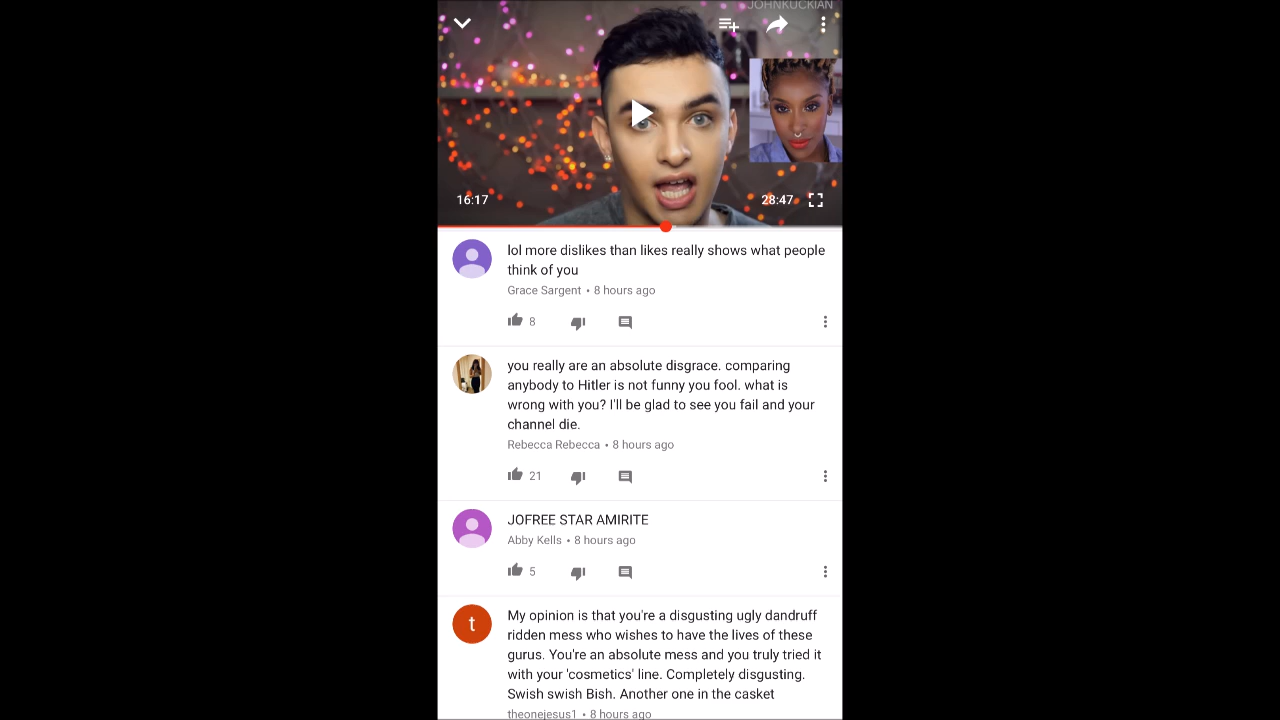 JOHNKUCKIAN
16:17
28:47
lol more dislikes than likes really shows what people
think of you
Grace Sargent • 8 hours ago
8
you really are an absolute disgrace. comparing
anybody to Hitler is not funny you fool. what is
wrong with you? I'll be glad to see you fail and your
channel die.
Rebecca Rebecca • 8 hours ago
21
JOFREE STAR AMIRITE
Abby Kells • 8 hours ago
5
t
My opinion is that you're a disgusting ugly dandruff
ridden mess who wishes to have the lives of these
gurus. You're an absolute mess and you truly tried it
with your 'cosmetics' line. Completely disgusting.
Swish swish Bish. Another one in the casket
theonejesus1 • 8 hours ago